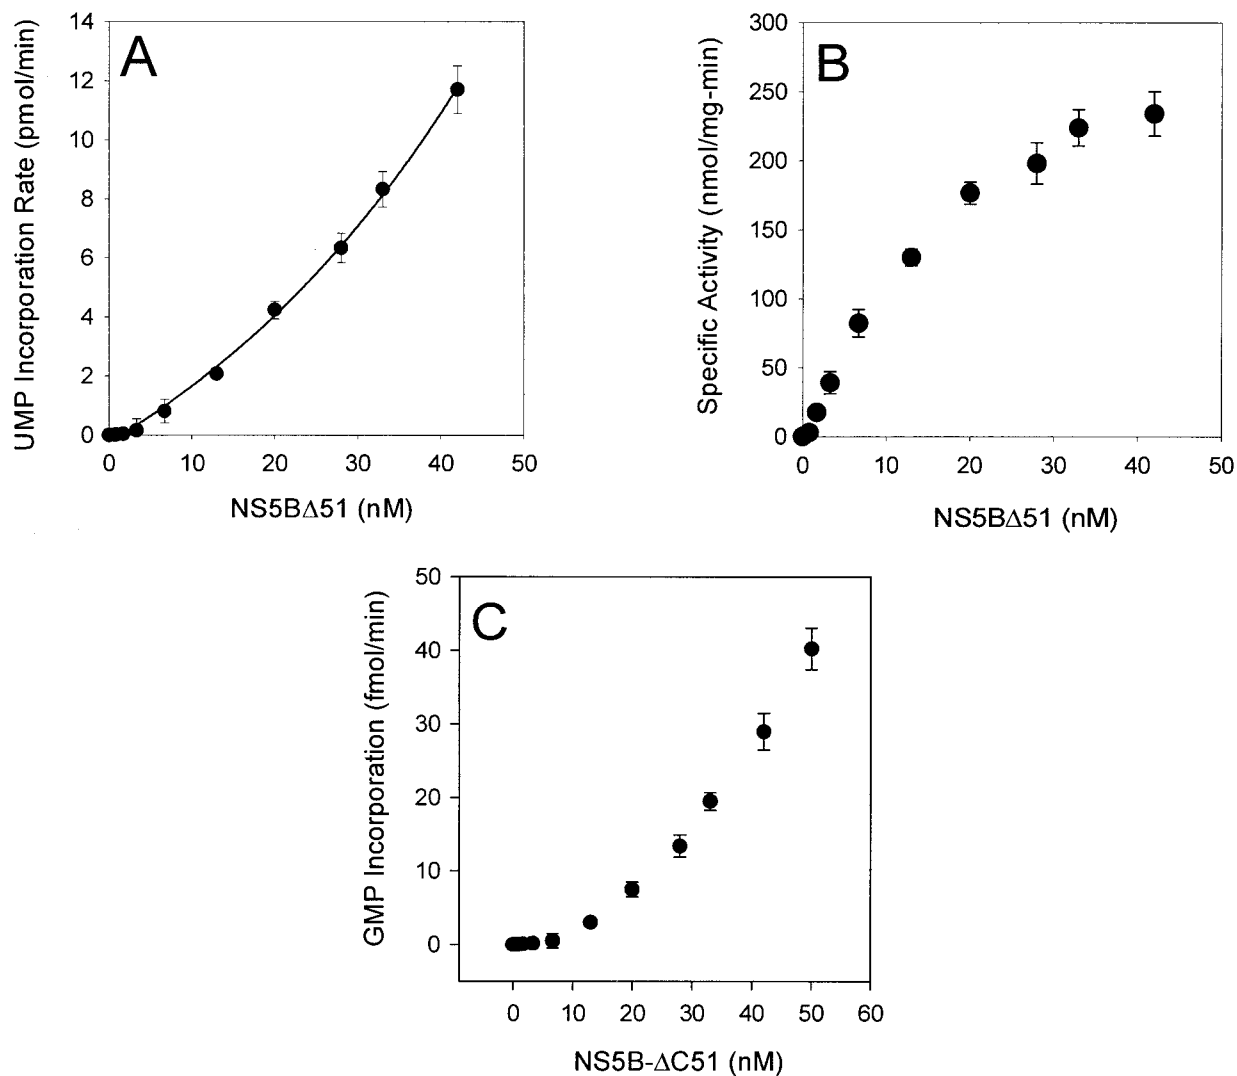 A
UMP Incorporation Rate (pmol/min)
14
12
10
8
6
4
2
0
0 10 20 30 40 50
NS5BΔ51 (nM)
B
Specific Activity (nmol/mg-min)
300
250
200
150
100
50
0
0 10 20 30 40 50
NS5BΔ51 (nM)
C
GMP Incorporation (fmol/min)
50
40
30
20
10
0
0 10 20 30 40 50 60
NS5B-ΔC51 (nM)